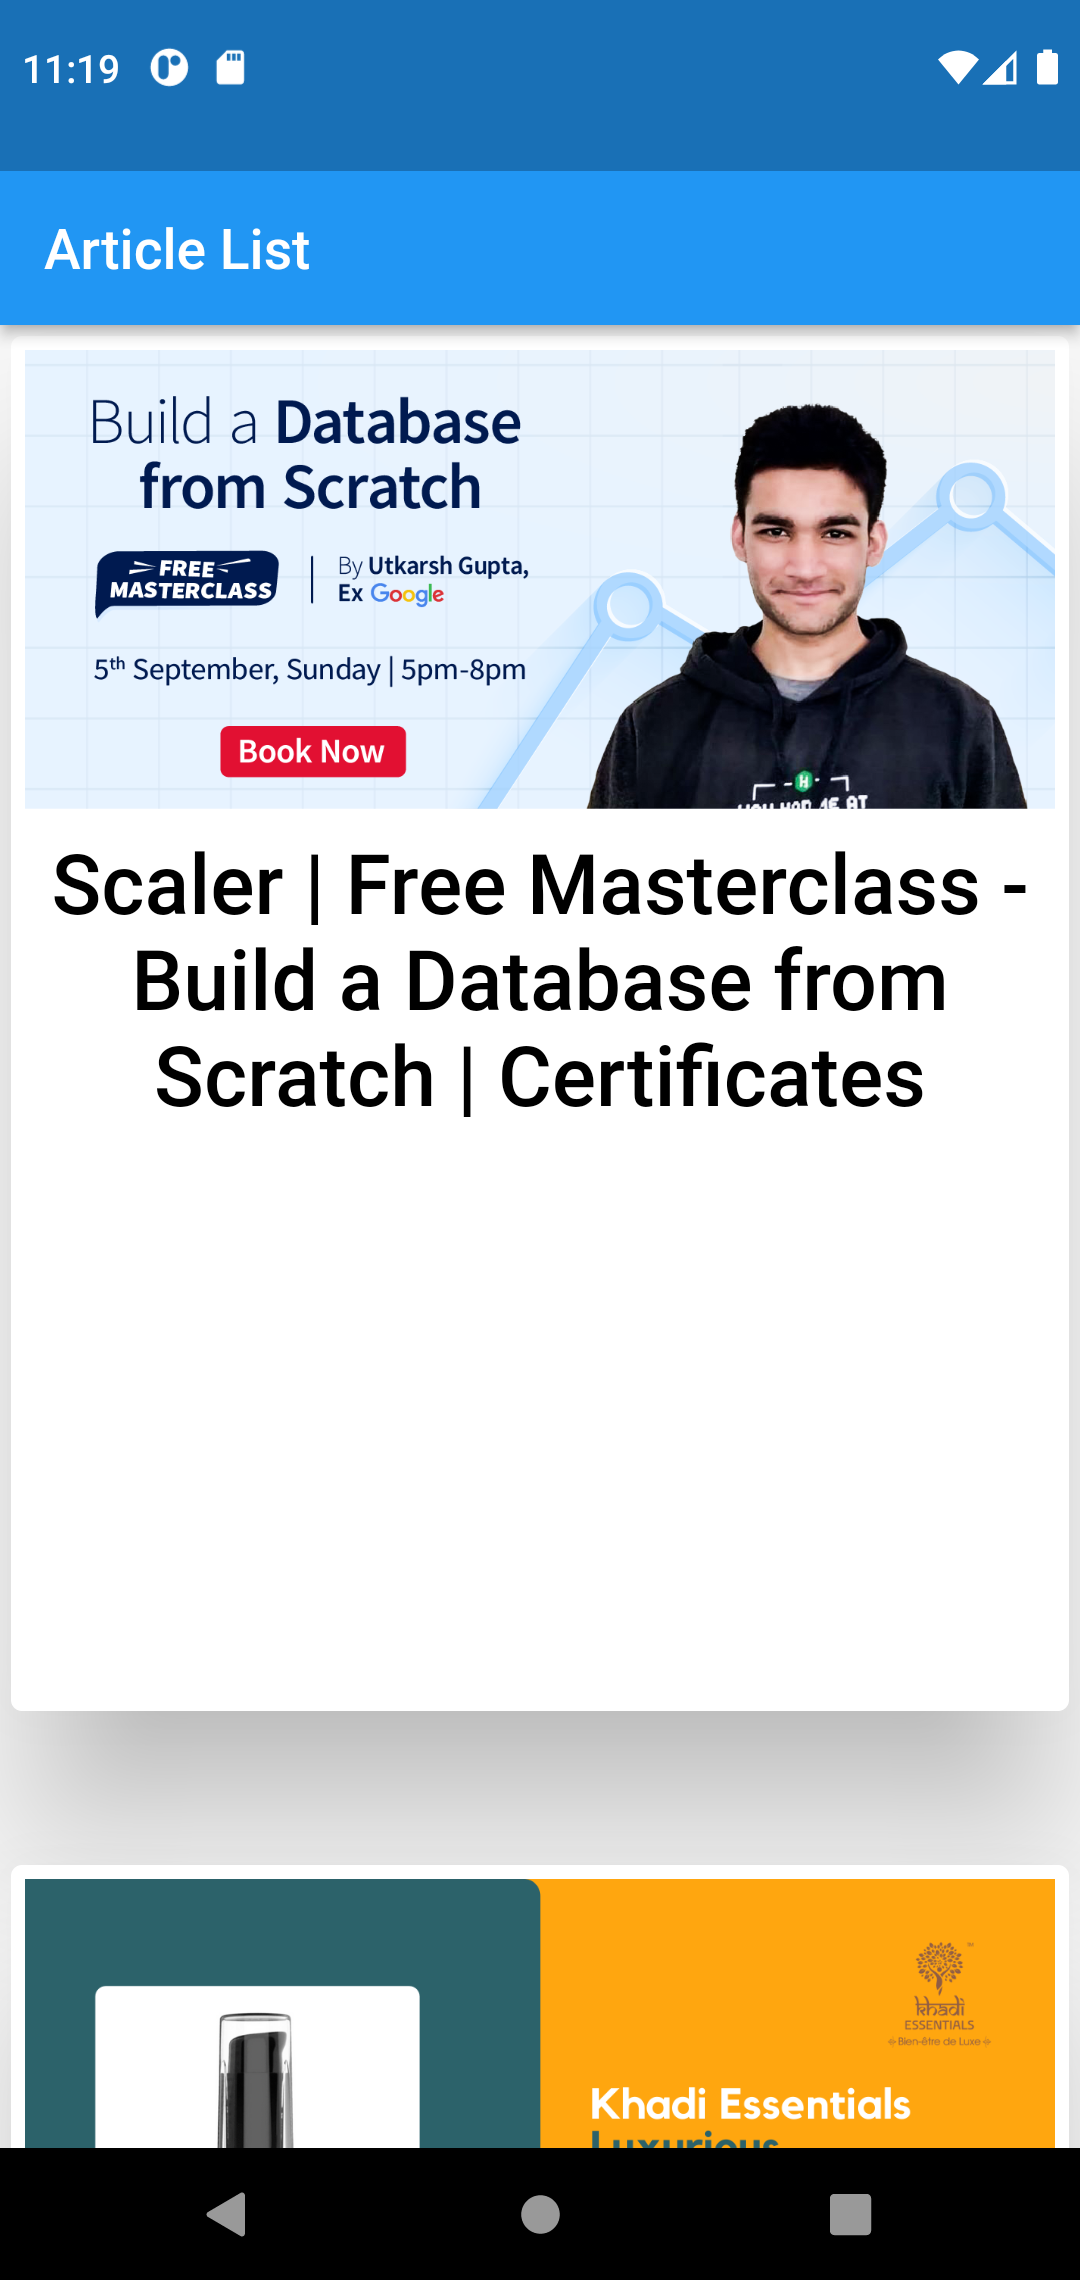 11:19
Article List
Build a Database
from Scratch
FREE
MASTERCLASS
By Utkarsh Gupta,
Ex Google
5th September, Sunday | 5pm-8pm
Book Now
H
Scaler | Free Masterclass -
Build a Database from
Scratch | Certificates
khadi
ESSENTIALS
Bien-être de Luxe
Khadi Essentials
Luxurious